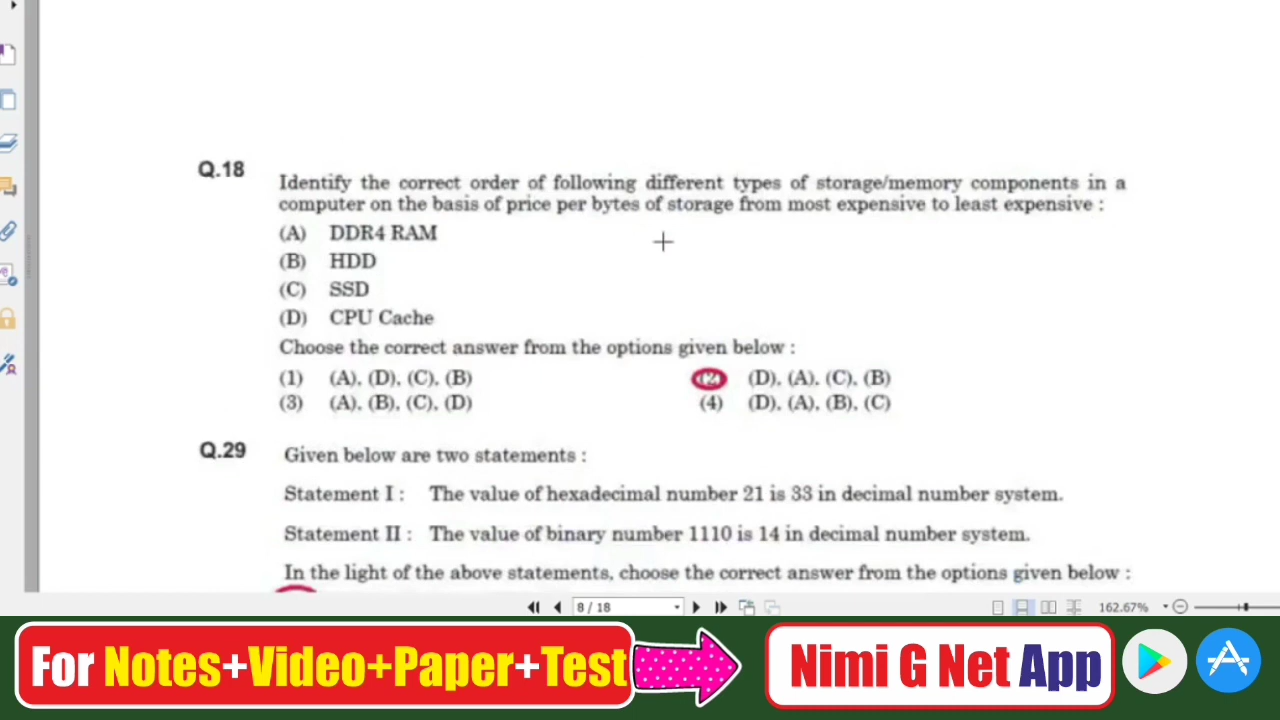 Q.18
Identify the correct order of following different types of storage/memory components in a
computer on the basis of price per bytes of storage from most expensive to least expensive :
(A) DDR4 RAM
(B) HDD
(C) SSD
(D) CPU Cache
Choose the correct answer from the options given below :
(1) (A), (D), (C), (B) (2) (D), (A), (C), (B)
(3) (A), (B), (C), (D) (4) (D), (A), (B), (C)
Q.29 Given below are two statements :
Statement I : The value of hexadecimal number 21 is 33 in decimal number system.
Statement II : The value of binary number 1110 is 14 in decimal number system.
In the light of the above statements, choose the correct answer from the options given below :
8 / 18
162.67%
For Notes+Video+Paper+Test
Nimi G Net App